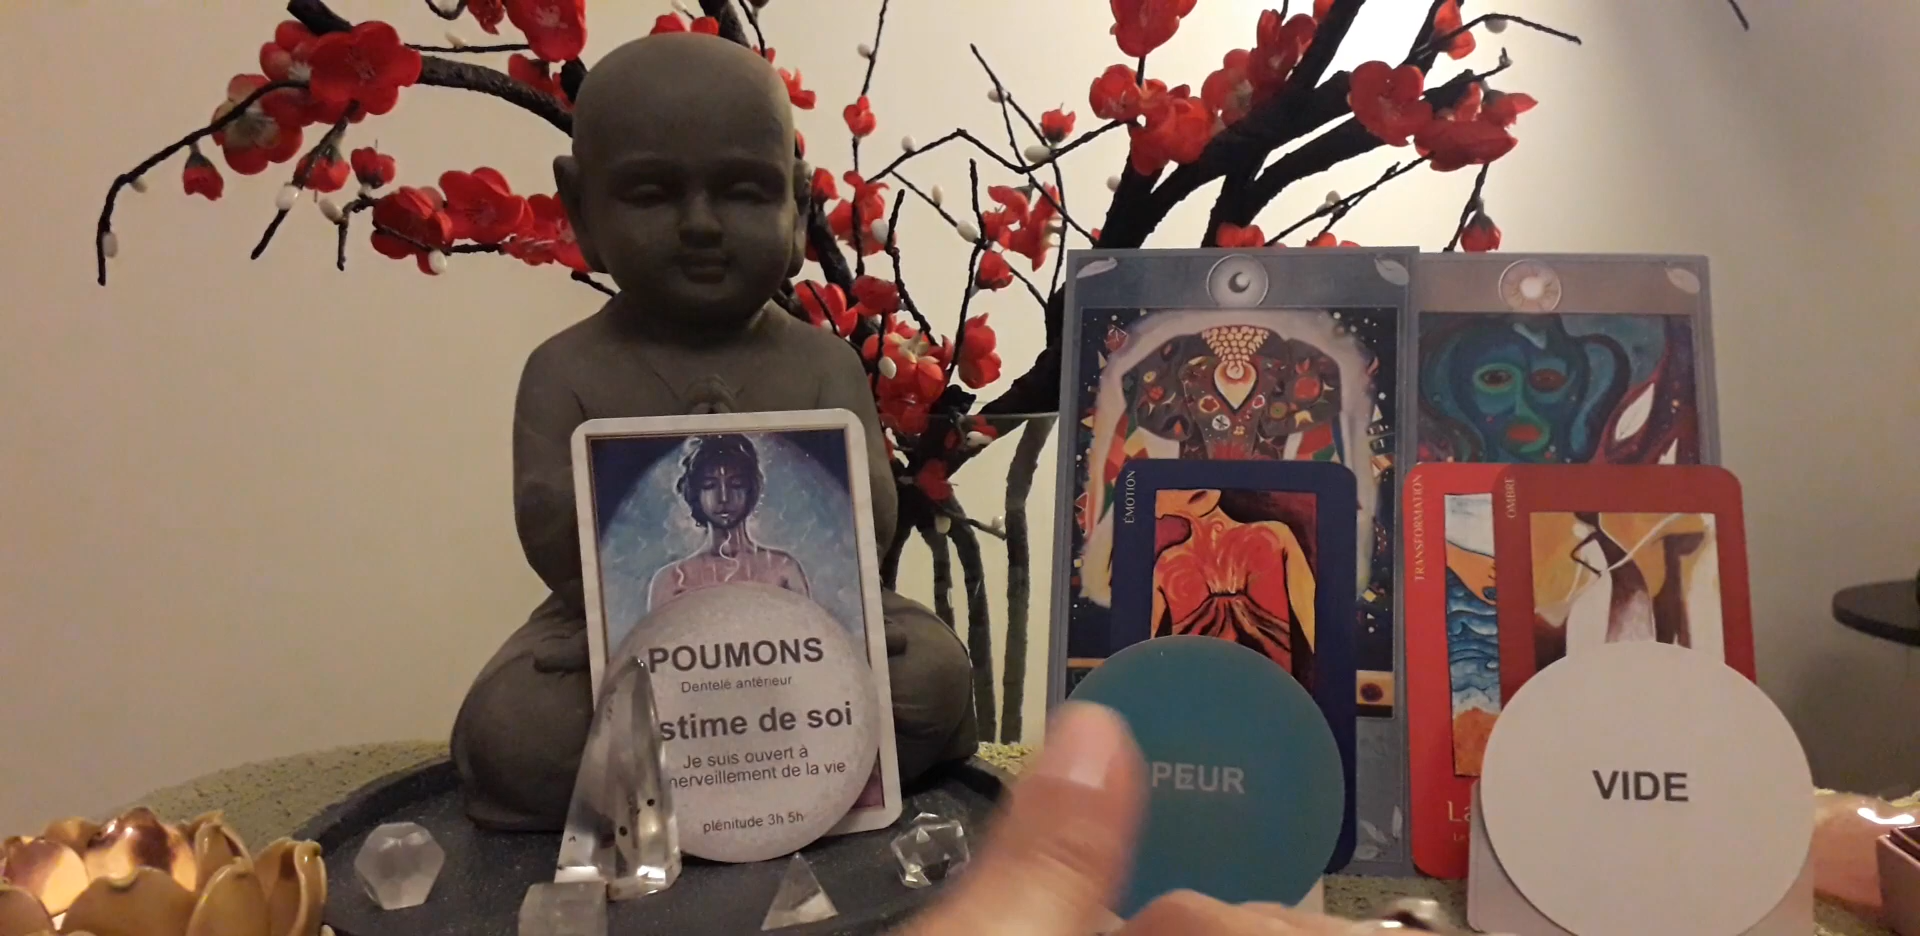 POUMONS
Dentelé antérieur
stime de soi
Je suis ouvert à
merveillement de la vie
plénitude 3h 5h
ÉMOTION
PEUR
TRANSFORMATION
OMBRE
VIDE